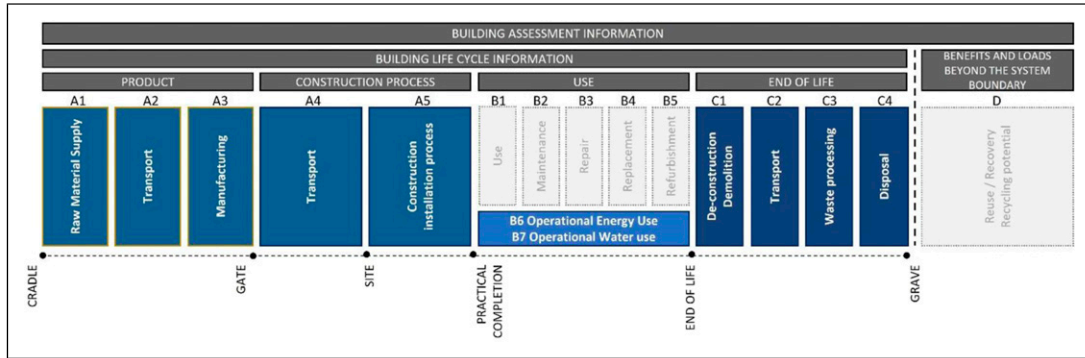 BUILDING ASSESSMENT INFORMATION
BUILDING LIFE CYCLE INFORMATION
BENEFITS AND LOADS
BEYOND THE SYSTEM
BOUNDARY
PRODUCT
CONSTRUCTION PROCESS
USE
END OF LIFE
A1
A2
A3
A4
A5
B1
B2
B3
B4
B5
C1
C2
C3
C4
D
Raw Material Supply
Transport
Manufacturing
Transport
Construction
installation process
Use
Maintenance
Repair
Replacement
Refurbishment
B6 Operational Energy Use
B7 Operational Water use
De-construction
Demolition
Transport
Waste processing
Disposal
Reuse / Recovery
Recycling potential
CRADLE
GATE
SITE
PRACTICAL
COMPLETION
END OF LIFE
GRAVE